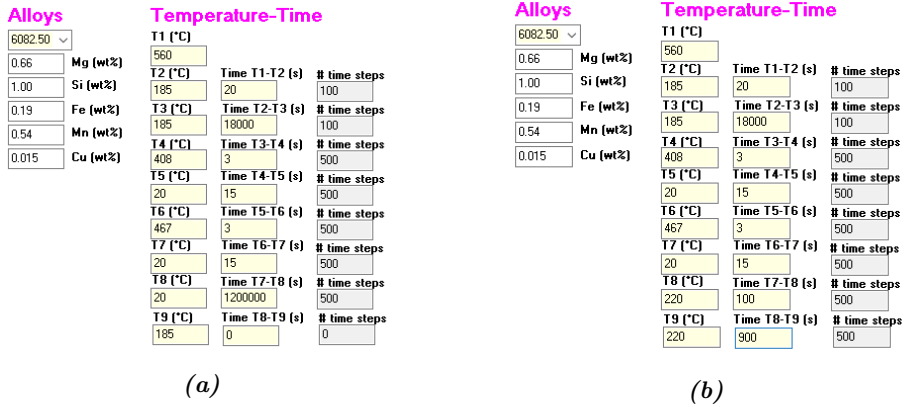 Alloys Temperature-Time
6082.50 T1 (°C)
0.66 Mg (wt%) 560
T2 (°C) Time T1-T2 (s) # time steps
1.00 Si (wt%) 185 20 100
T3 (°C) Time T2-T3 (s) # time steps
0.19 Fe (wt%) 185 18000 100
0.54 Mn (wt%) T4 (°C) Time T3-T4 (s) # time steps
0.015 Cu (wt%) 408 3 500
T5 (°C) Time T4-T5 (s) # time steps
20 15 500
T6 (°C) Time T5-T6 (s) # time steps
467 3 500
T7 (°C) Time T6-T7 (s) # time steps
20 15 500
T8 (°C) Time T7-T8 (s) # time steps
20 1200000 500
T9 (°C) Time T8-T9 (s) # time steps
185 0 0
(a)
Alloys Temperature-Time
6082.50 T1 (°C)
0.66 Mg (wt%) 560
T2 (°C) Time T1-T2 (s) # time steps
1.00 Si (wt%) 185 20 100
T3 (°C) Time T2-T3 (s) # time steps
0.19 Fe (wt%) 185 18000 100
0.54 Mn (wt%) T4 (°C) Time T3-T4 (s) # time steps
0.015 Cu (wt%) 408 3 500
T5 (°C) Time T4-T5 (s) # time steps
20 15 500
T6 (°C) Time T5-T6 (s) # time steps
467 3 500
T7 (°C) Time T6-T7 (s) # time steps
20 15 500
T8 (°C) Time T7-T8 (s) # time steps
220 100 500
T9 (°C) Time T8-T9 (s) # time steps
220 900 500
(b)